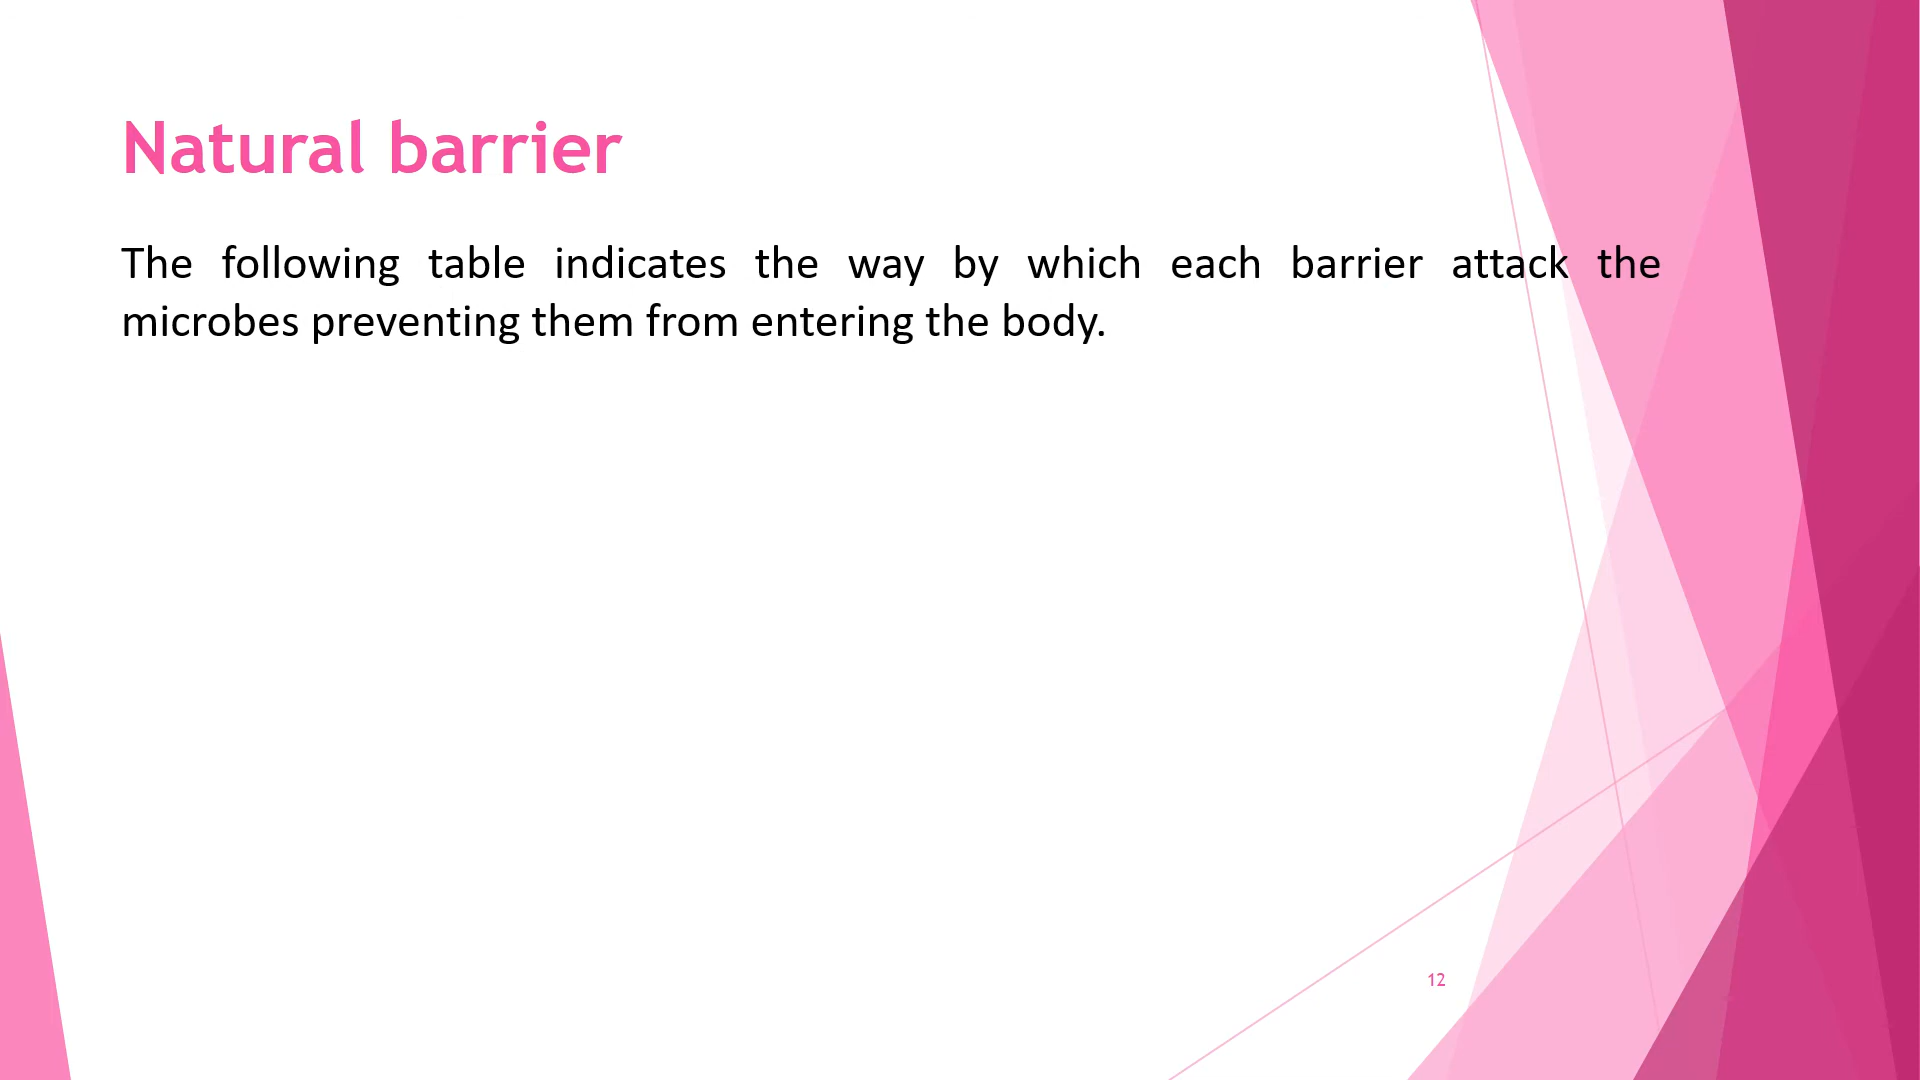 Natural barrier
The following table indicates the way by which each barrier attack the
microbes preventing them from entering the body.
12